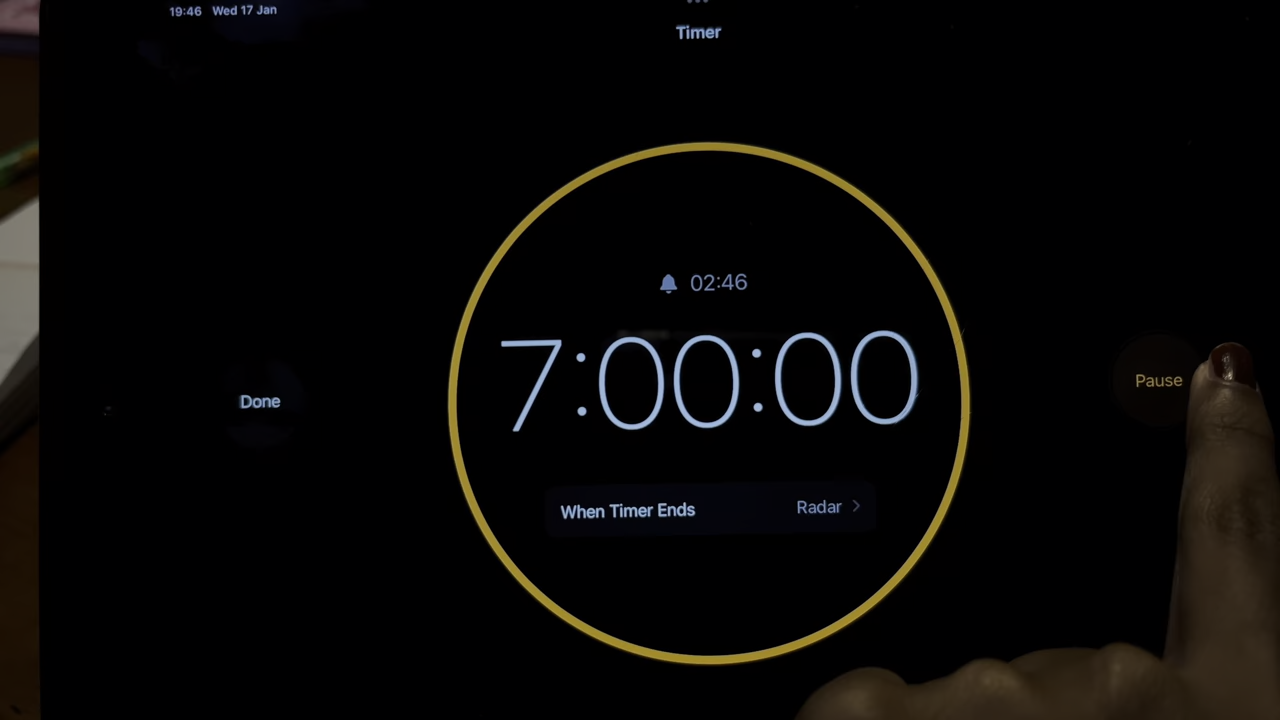 19:46 Wed 17 Jan
Timer
02:46
7:00:00
Done
Pause
When Timer Ends Radar